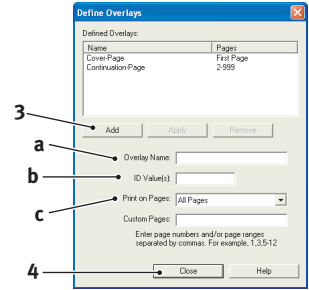 Define Overlays
Defined Overlays:
Name Pages
Cover-Page First Page
Continuation-Page 2-999
3 Add Apply Remove
a Overlay Name:
b ID Value(s):
c Print on Pages: All Pages
Custom Pages:
Enter page numbers and/or page ranges
separated by commas. For example, 1,3,5-12
4 Close Help